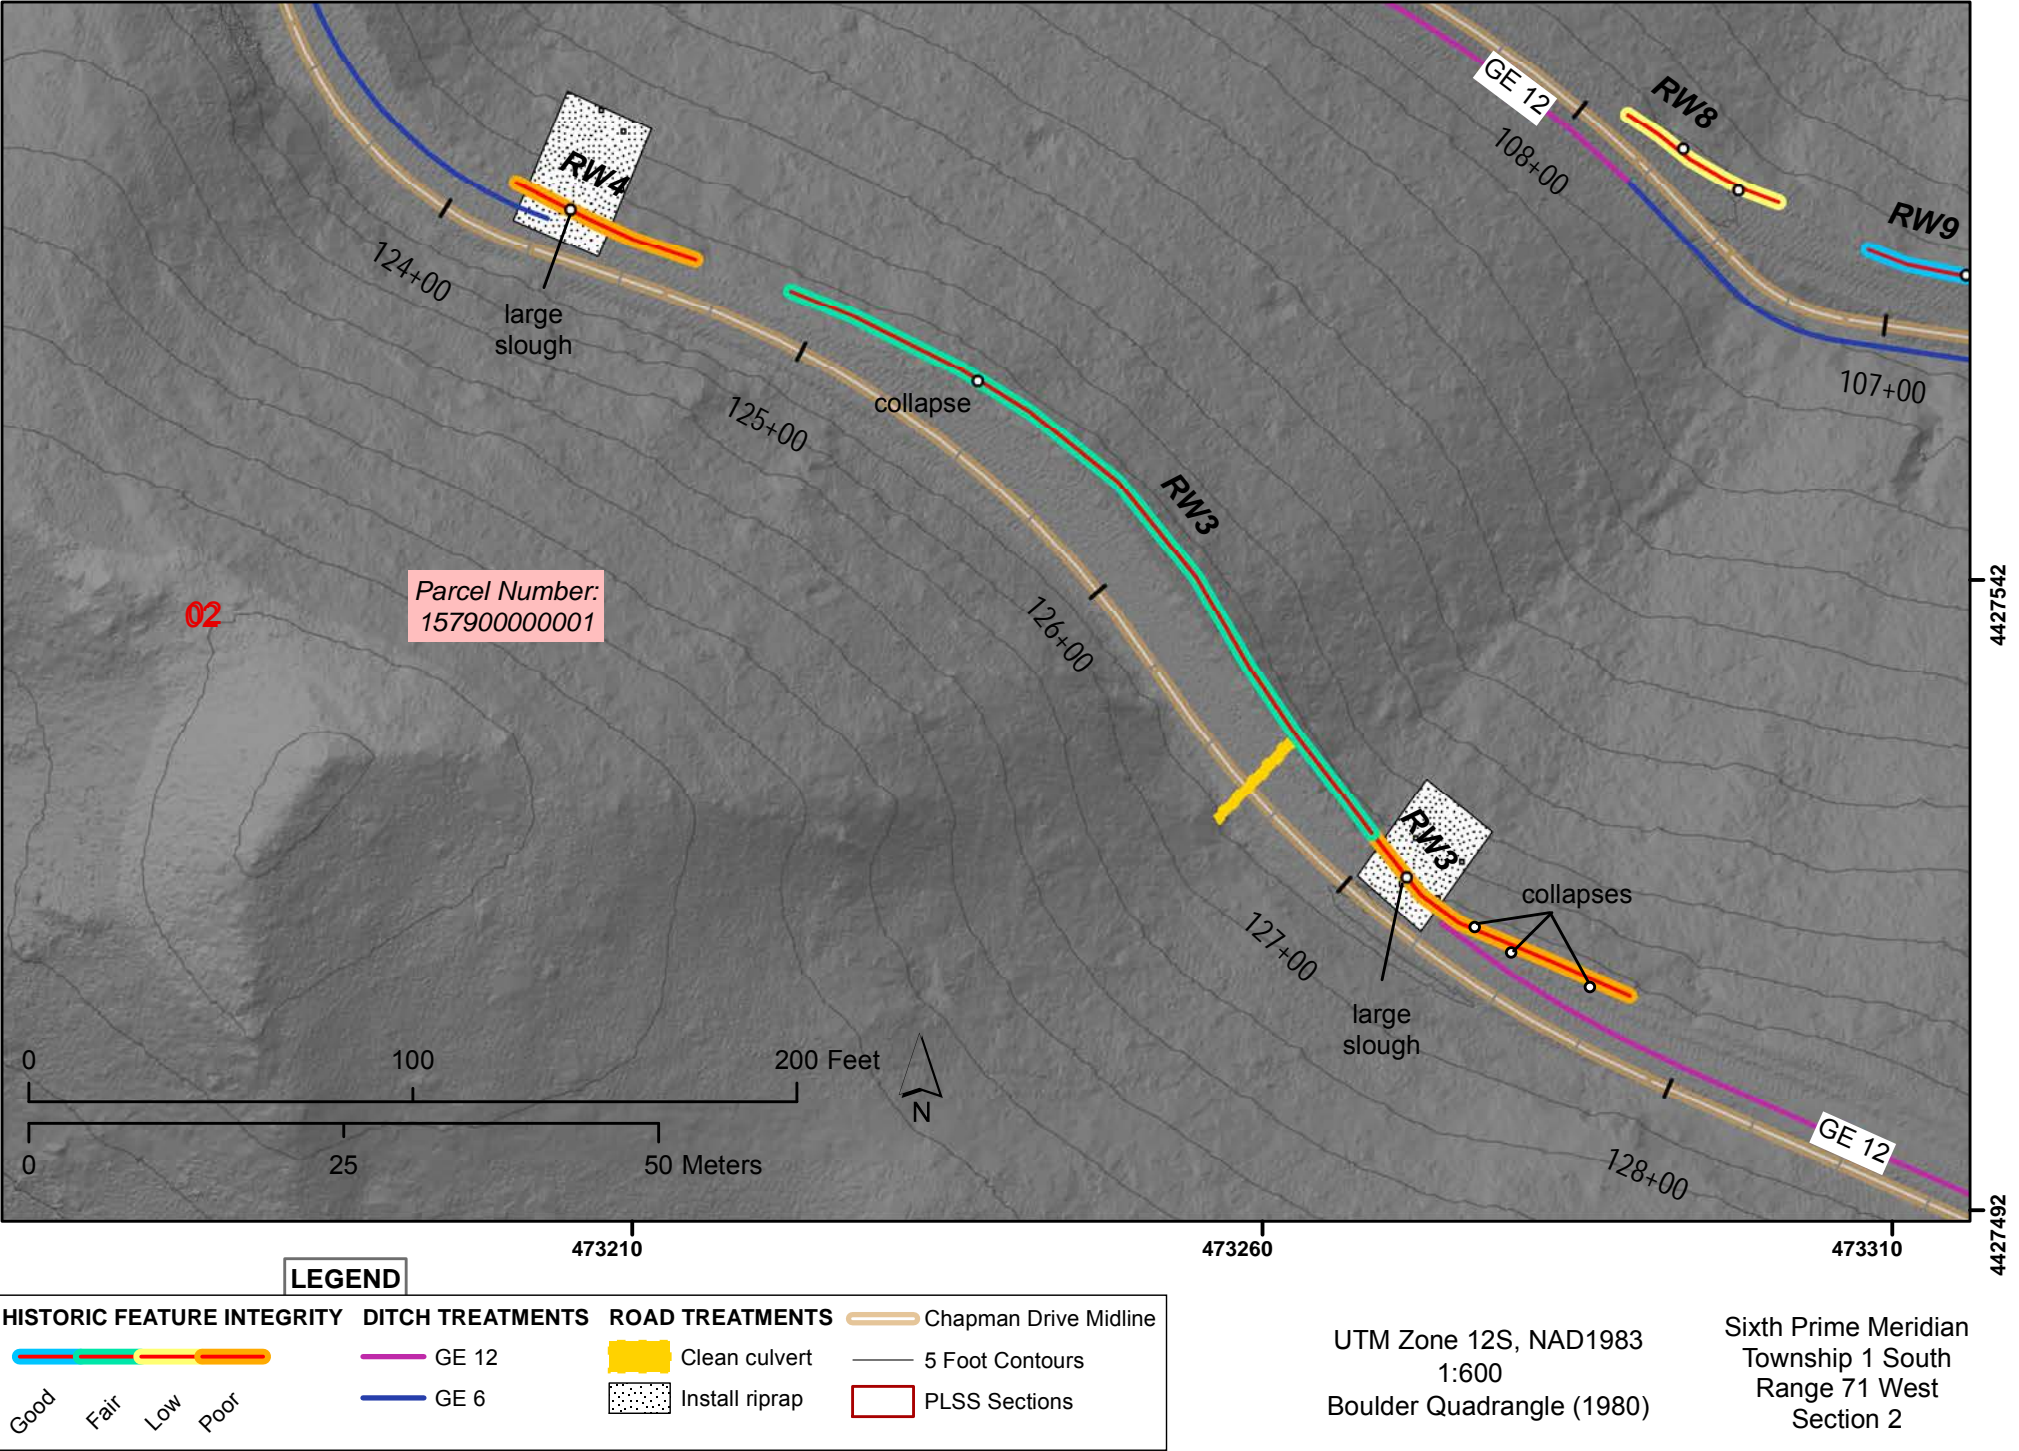 GE 12
RW8
108+00
RW9
RW4
124+00
large
slough
107+00
collapse
125+00
RW3
4427542
Parcel Number:
157900000001
02
126+00
RW3
collapses
127+00
large
slough
0 100 200 Feet
N
0 25 50 Meters
GE 12
128+00
4427492
473210 473260 473310
LEGEND
HISTORIC FEATURE INTEGRITY
Good Fair Low Poor
DITCH TREATMENTS
GE 12
GE 6
ROAD TREATMENTS
Clean culvert
Install riprap
Chapman Drive Midline
5 Foot Contours
PLSS Sections
UTM Zone 12S, NAD1983
1:600
Boulder Quadrangle (1980)
Sixth Prime Meridian
Township 1 South
Range 71 West
Section 2